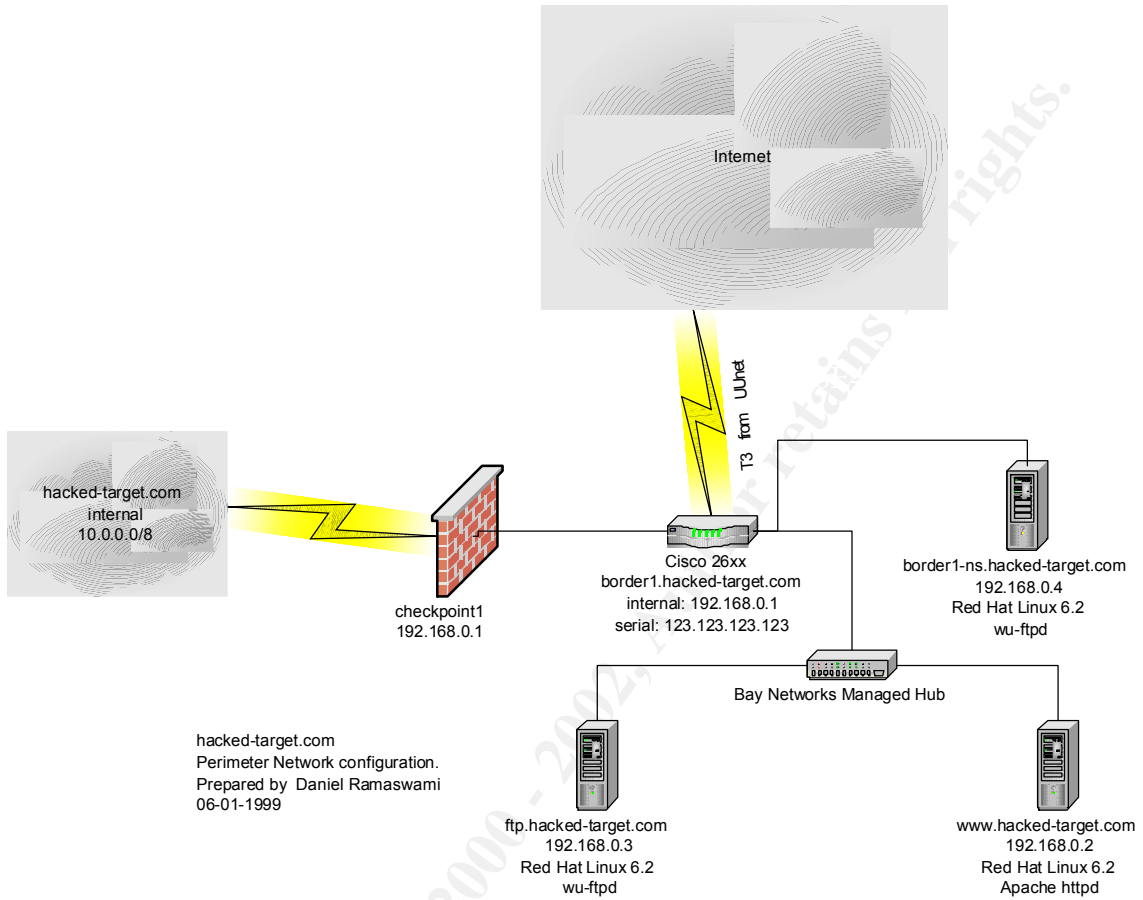 Internet
T3 from UUnet
hacked-target.com
internal
10.0.0.0/8
checkpoint1
192.168.0.1
Cisco 26xx
border1.hacked-target.com
internal: 192.168.0.1
serial: 123.123.123.123
border1-ns.hacked-target.com
192.168.0.4
Red Hat Linux 6.2
wu-ftpd
Bay Networks Managed Hub
hacked-target.com
Perimeter Network configuration.
Prepared by Daniel Ramaswami
06-01-1999
ftp.hacked-target.com
192.168.0.3
Red Hat Linux 6.2
wu-ftpd
www.hacked-target.com
192.168.0.2
Red Hat Linux 6.2
Apache httpd
2000 - 2002, retains rights.